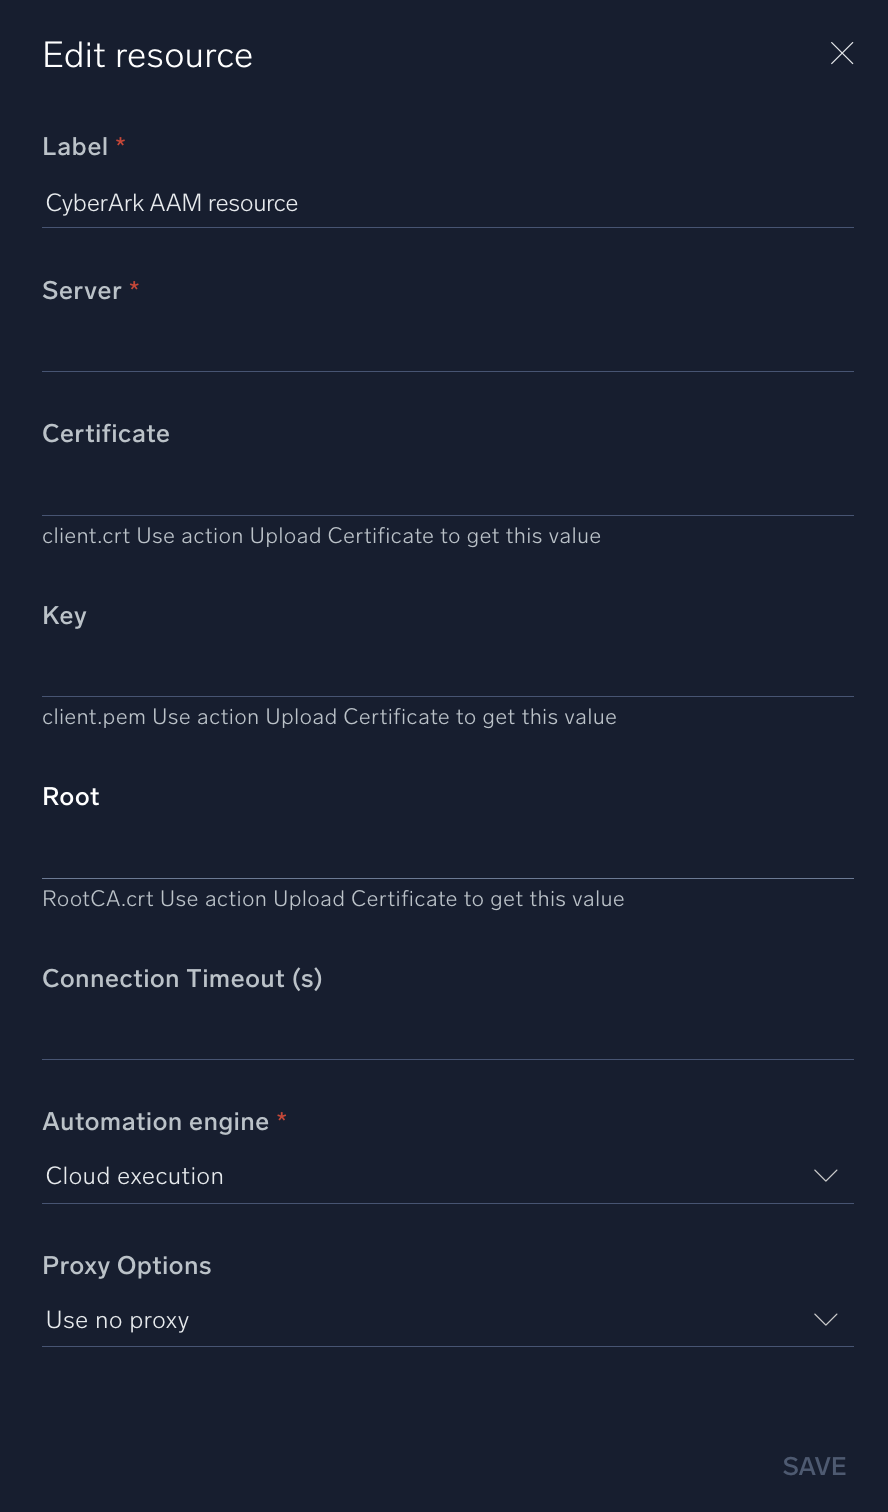 Edit resource
Label *
CyberArk AAM resource
Server *
Certificate
client.crt Use action Upload Certificate to get this value
Key
client.pem Use action Upload Certificate to get this value
Root
RootCA.crt Use action Upload Certificate to get this value
Connection Timeout (s)
Automation engine *
Cloud execution
Proxy Options
Use no proxy
SAVE